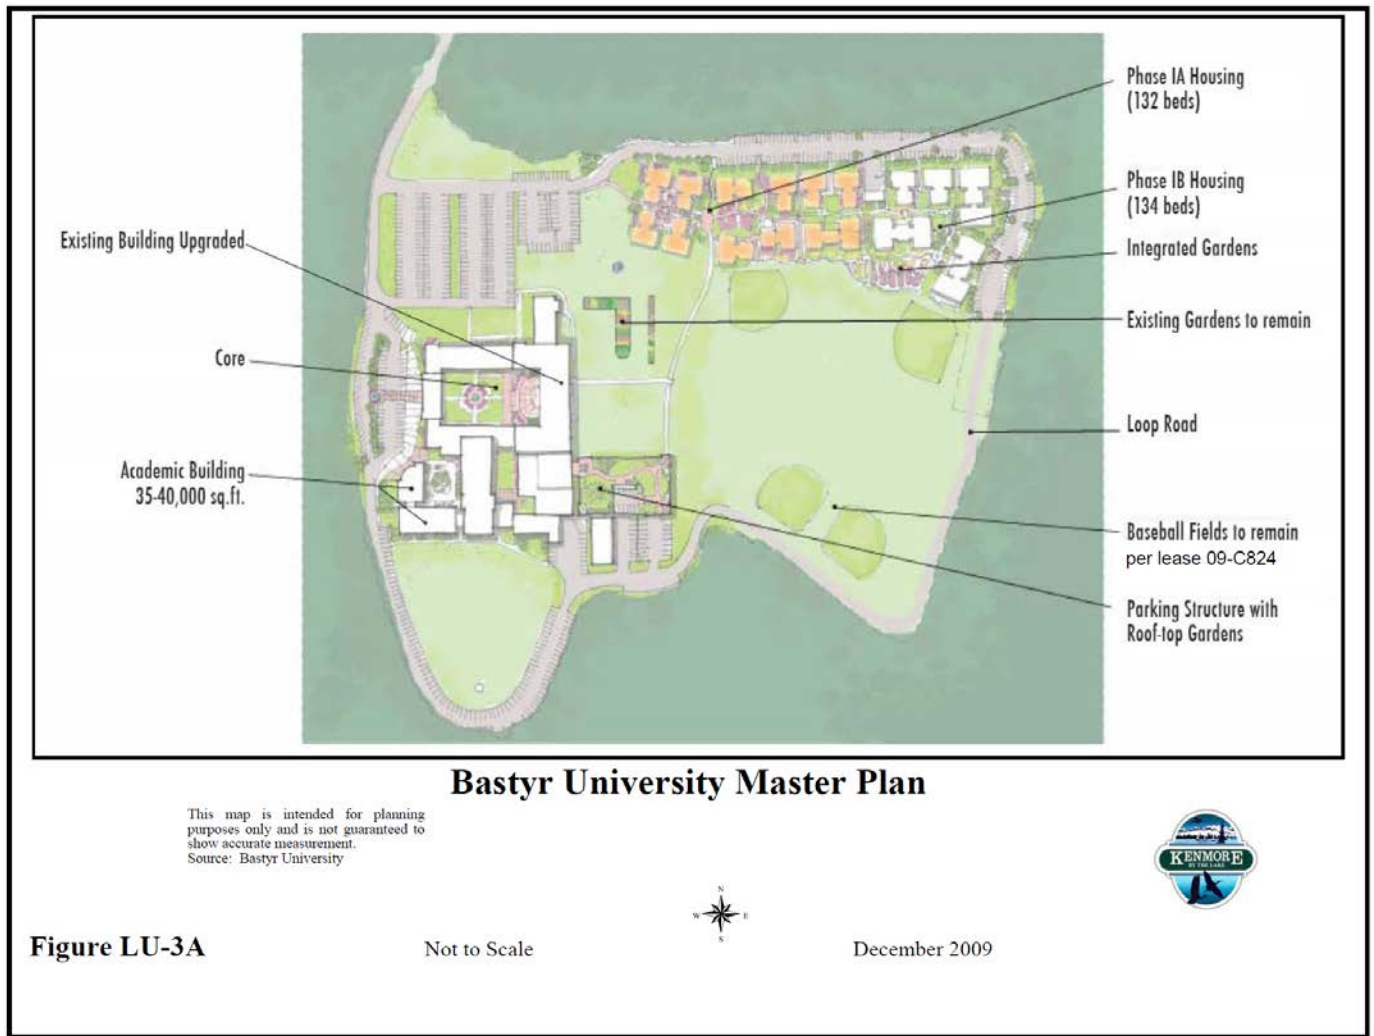 Phase IA Housing
(132 beds)
Phase IB Housing
(134 beds)
Existing Building Upgraded
Integrated Gardens
Existing Gardens to remain
Core
Loop Road
Academic Building
35-40,000 sq.ft.
Baseball Fields to remain
per lease 09-C824
Parking Structure with
Roof-top Gardens
Bastyr University Master Plan
This map is intended for planning
purposes only and is not guaranteed to
show accurate measurement.
Source: Bastyr University
KENMORE
BY THE LAKE
N
W E
S
Figure LU-3A
Not to Scale
December 2009